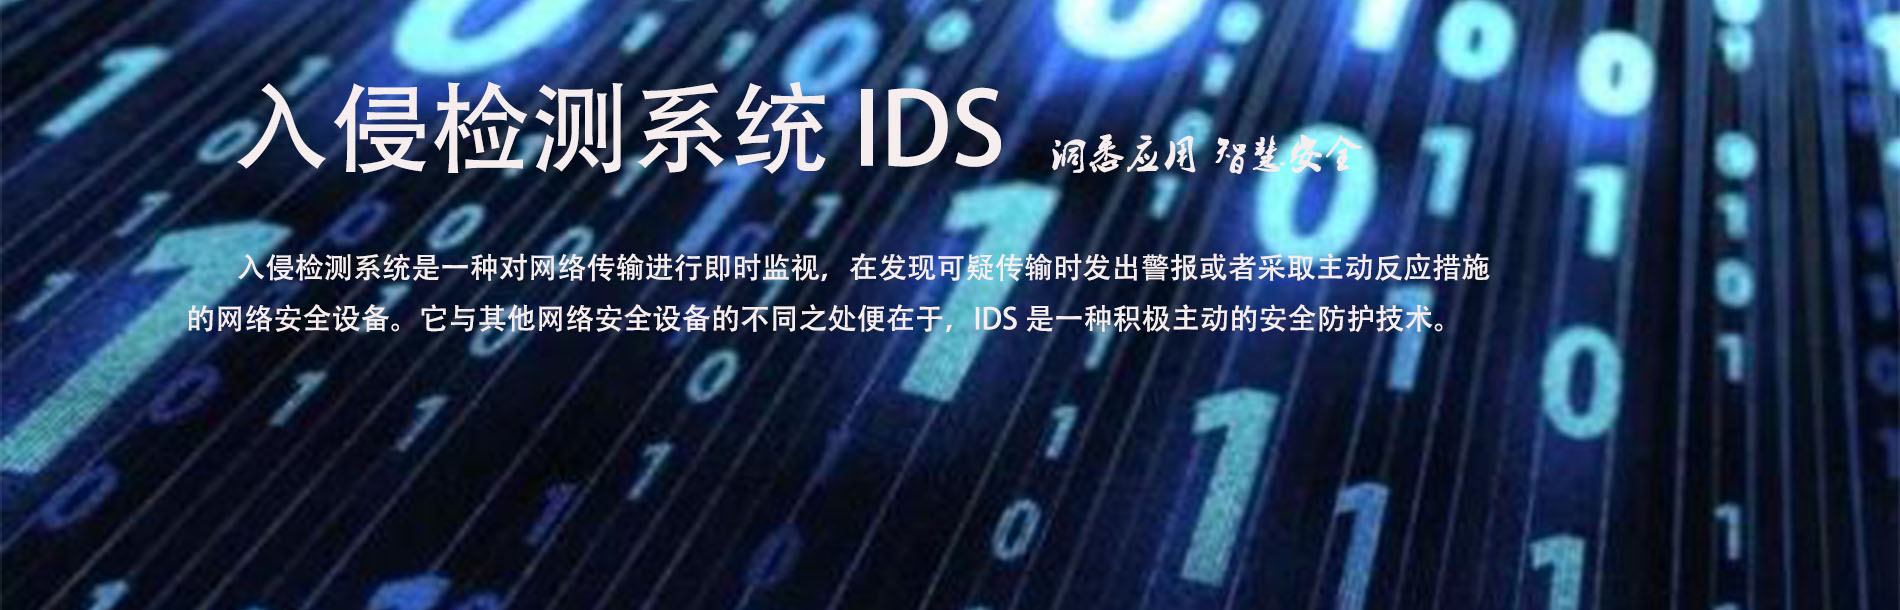 入侵检测系统 IDS 洞悉应用 智慧安全
入侵检测系统是一种对网络传输进行即时监视，在发现可疑传输时发出警报或者采取主动反应措施
的网络安全设备。它与其他网络安全设备的不同之处便在于，IDS 是一种积极主动的安全防护技术。